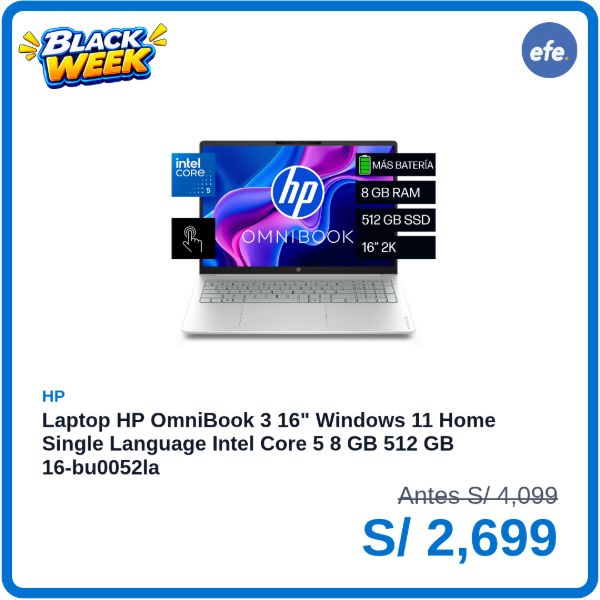 BLACK
WEEK
efe.
intel
CORE
5
MÁS BATERÍA
8 GB RAM
512 GB SSD
16" 2K
hp
OMNIBOOK
HP
Laptop HP OmniBook 3 16" Windows 11 Home
Single Language Intel Core 5 8 GB 512 GB
16-bu0052la
Antes S/ 4,099
S/ 2,699